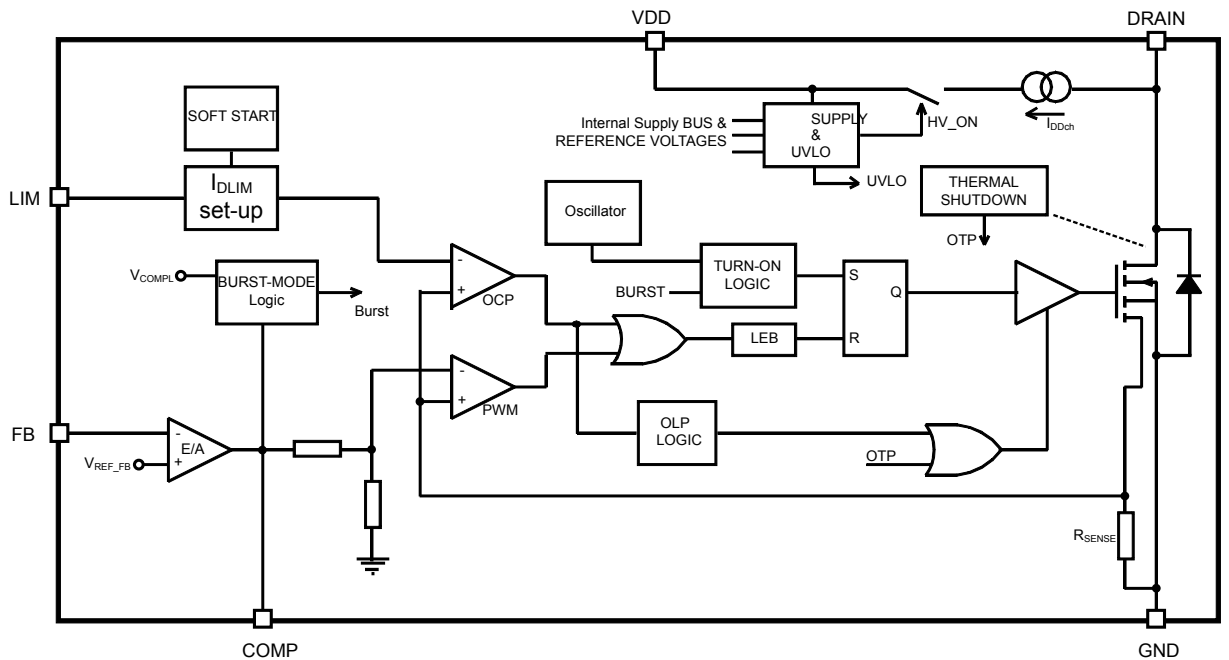 VDD
DRAIN
SOFT START
Internal Supply BUS &
REFERENCE VOLTAGES
SUPPLY
&
UVLO
HV_ON
IDDch
UVLO
LIM
IDLIM
set-up
Oscillator
THERMAL
SHUTDOWN
OTP
VCOMPL
BURST-MODE
Logic
Burst
-
+
OCP
TURN-ON
LOGIC
BURST
S
R
Q
LEB
-
+
PWM
FB
-
+
E/A
VREF_FB
OLP
LOGIC
OTP
RSENSE
COMP
GND